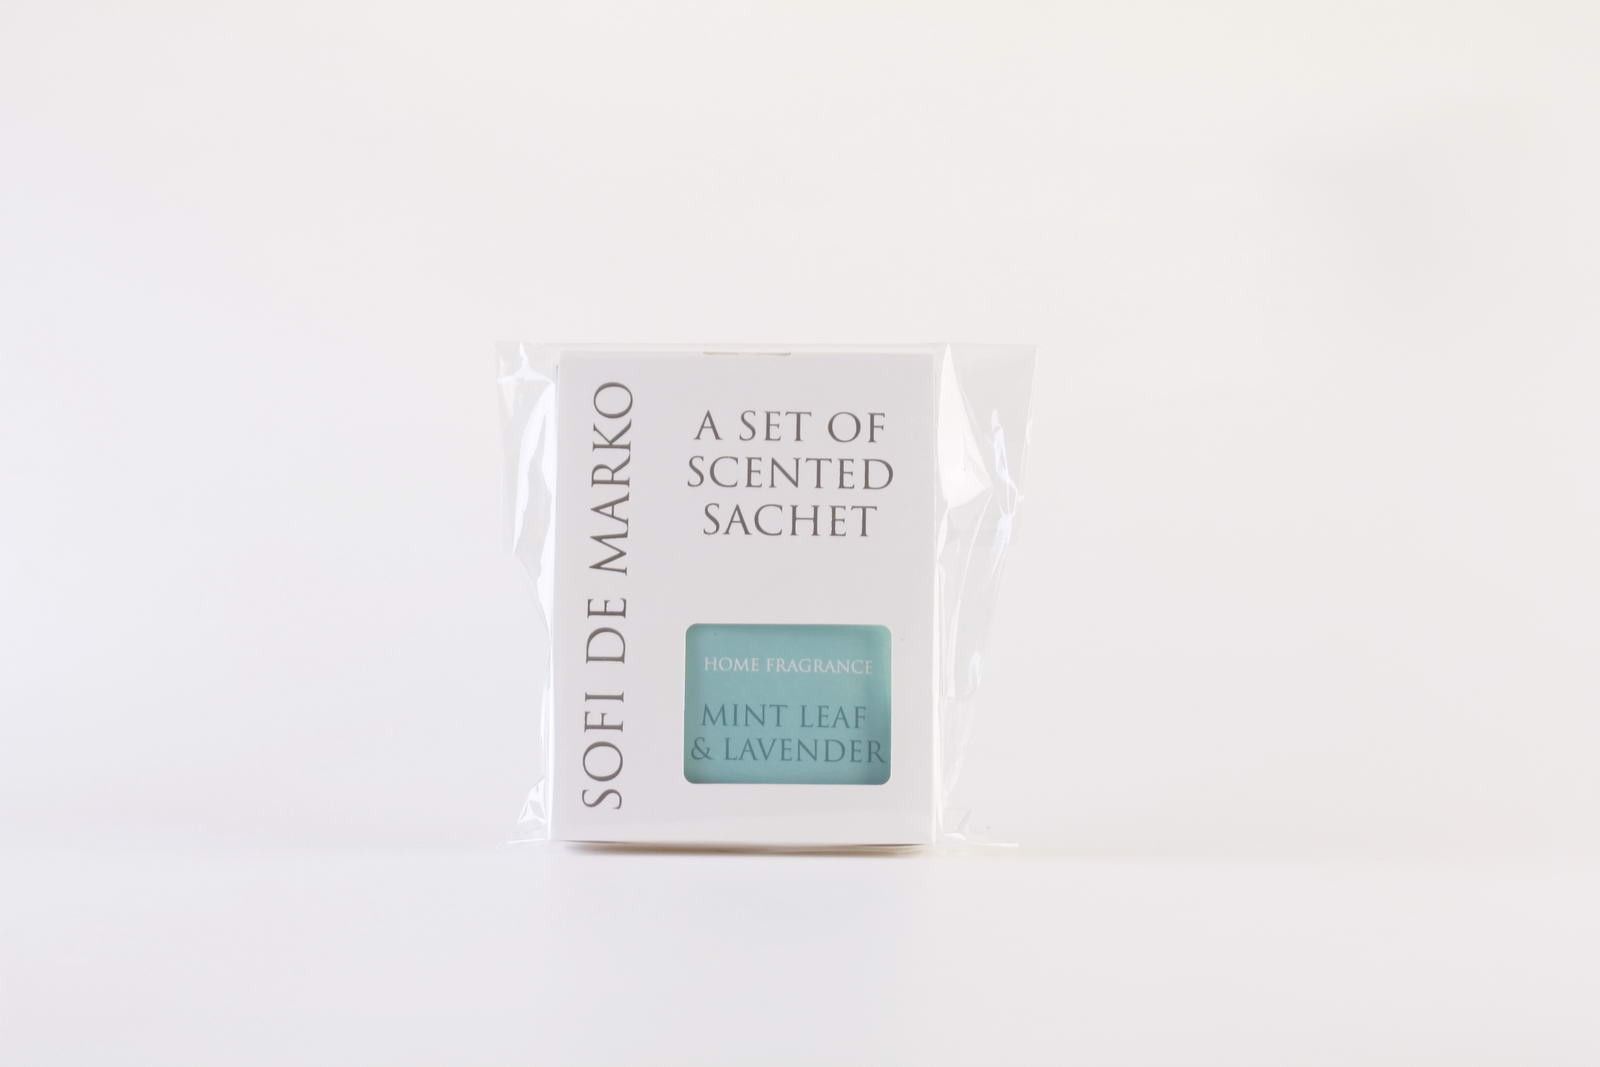 SOFI DE MARKO
A SET OF
SCENTED
SACHET
HOME FRAGRANCE
MINT LEAF
& LAVENDER